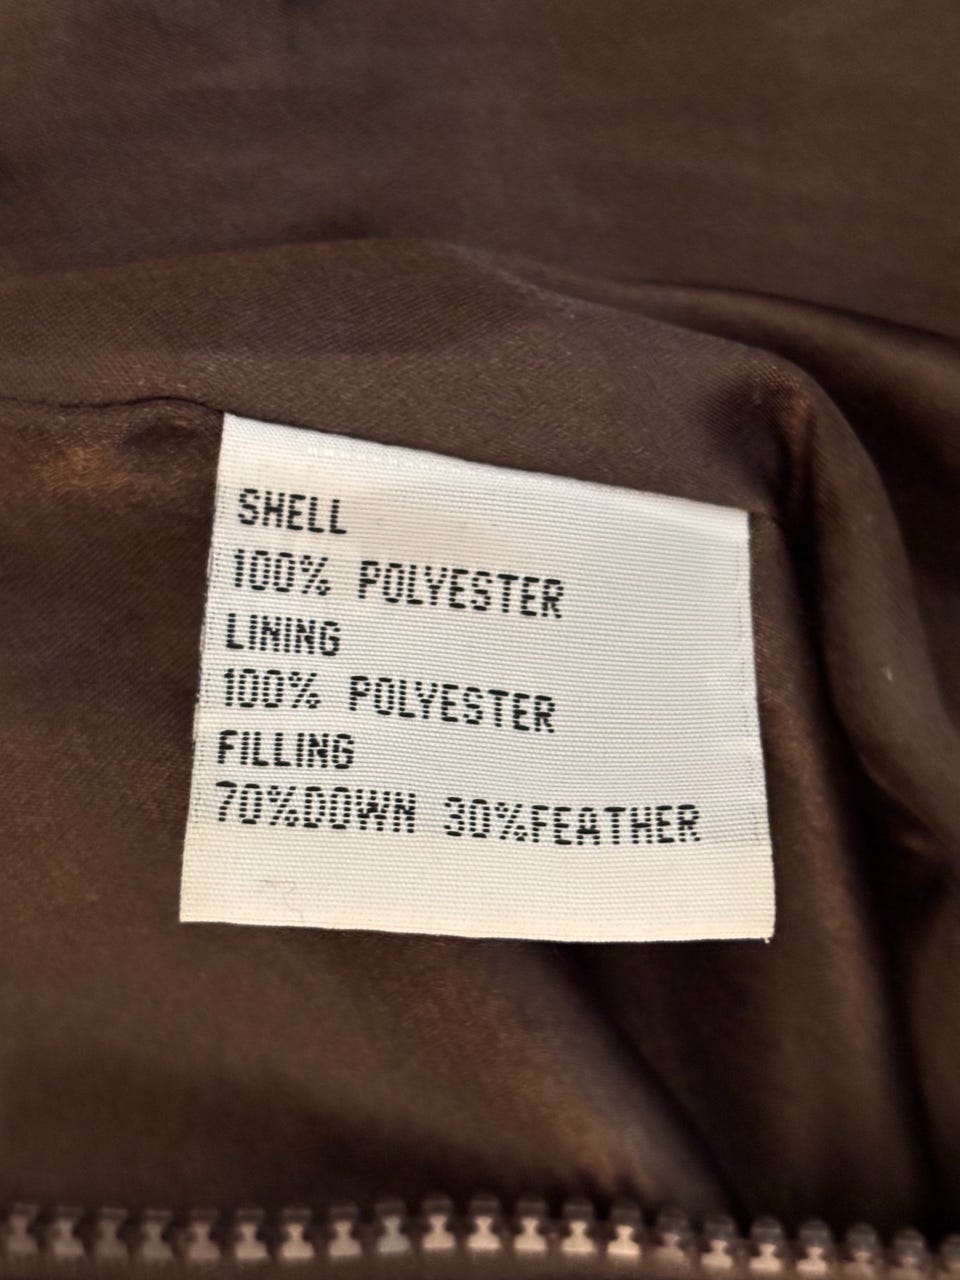 SHELL
100% POLYESTER
LINING
100% POLYESTER
FILLING
70%DOWN 30%FEATHER